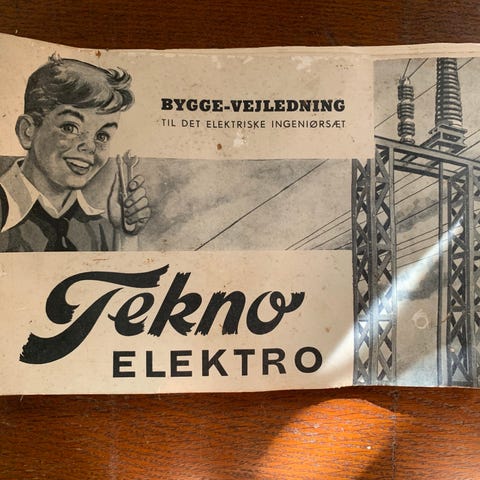 BYGGE-VEJLEDNING
TIL DET ELEKTRISKE INGENIØRSÆT
Tekno
ELEKTRO